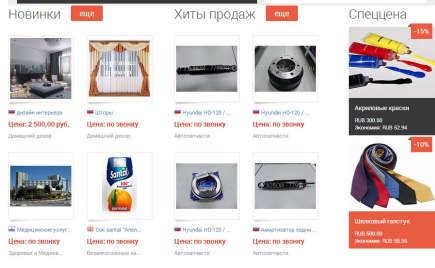 Новинки
еще
Хиты продаж
еще
Спеццена
дизайн интерьера
Цена: 2 500,00 руб.
Домашний декор
Шторы
Цена: по звонку
Домашний декор
Hyundai HD-120 / ...
Цена: по звонку
Автозапчасти
Hyundai HD-120 / ...
Цена: по звонку
Автозапчасти
-15%
Акриловые краски
RUB 300.00
Экономия: RUB 52.94
Медицинские услуг...
Цена: по звонку
Здоровье и Медици...
Santal
Сок santal "Апел...
Цена: по звонку
Безалкогольные на...
Hyundai HD-120 / ...
Цена: по звонку
Автозапчасти
Амортизатор задни...
Цена: по звонку
Автозапчасти
-10%
Шелковый галстук
RUB 500.00
Экономия: RUB 55.56